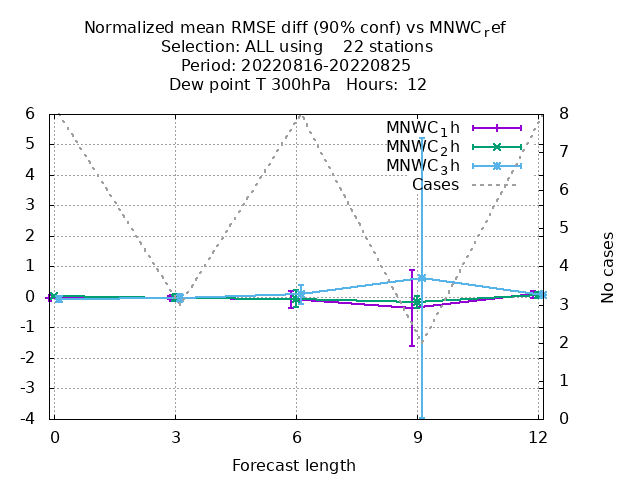 Normalized mean RMSE diff (90% conf) vs MNWC_ref
Selection: ALL using    22 stations
Period: 20220816-20220825
Dew point T 300hPa   Hours:  12
MNWC_1h
MNWC_2h
MNWC_3h
Cases
6
5
4
3
2
1
0
-1
-2
-3
-4
8
7
6
5
4
3
2
1
0
No cases
0 3 6 9 12
Forecast length